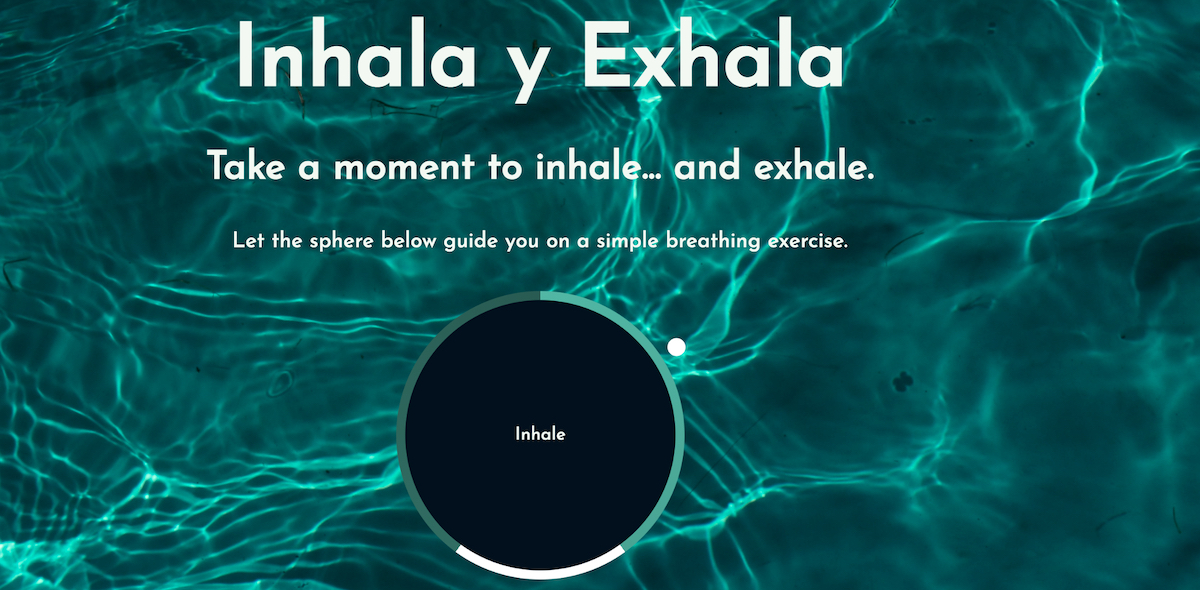 Inhala y Exhala
Take a moment to inhale... and exhale.
Let the sphere below guide you on a simple breathing exercise.
Inhale